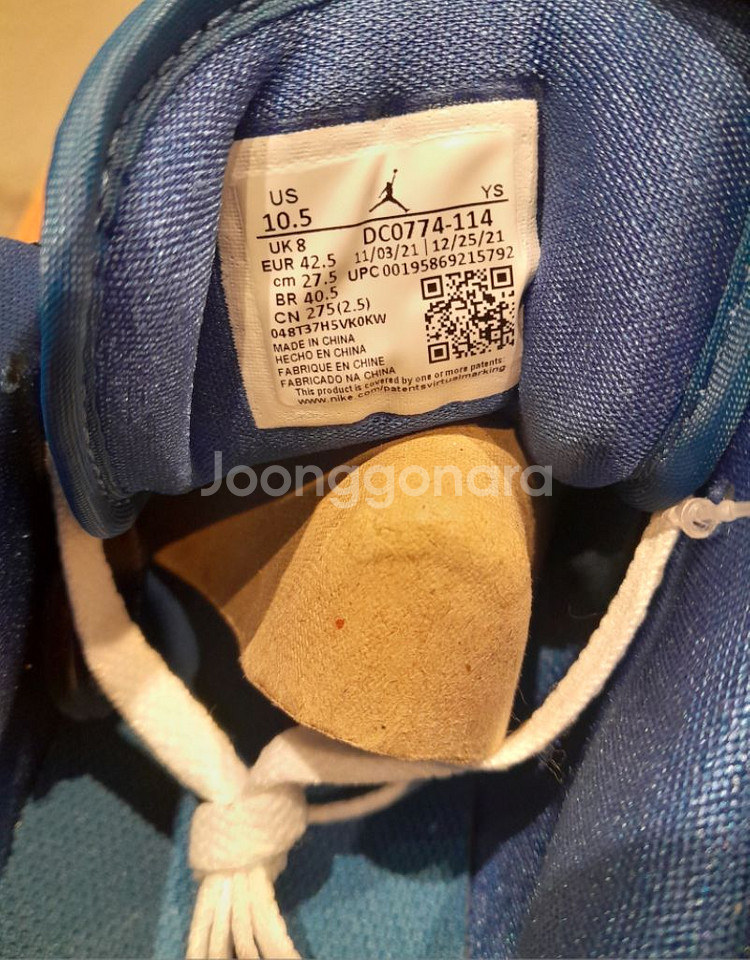 US
YS
10.5
DC0774-114
UK 8
11/03/21 | 12/25/21
EUR 42.5
UPC 00195869215792
cm 27.5
BR 40.5
CN 275(2.5)
048T37H5VK0KW
MADE IN CHINA
HECHO EN CHINA
FABRIQUE EN CHINE
FABRICADO NA CHINA
This product is covered by one or more patents:
www.nike.com/patentsvirtualmarking
Joonggonara